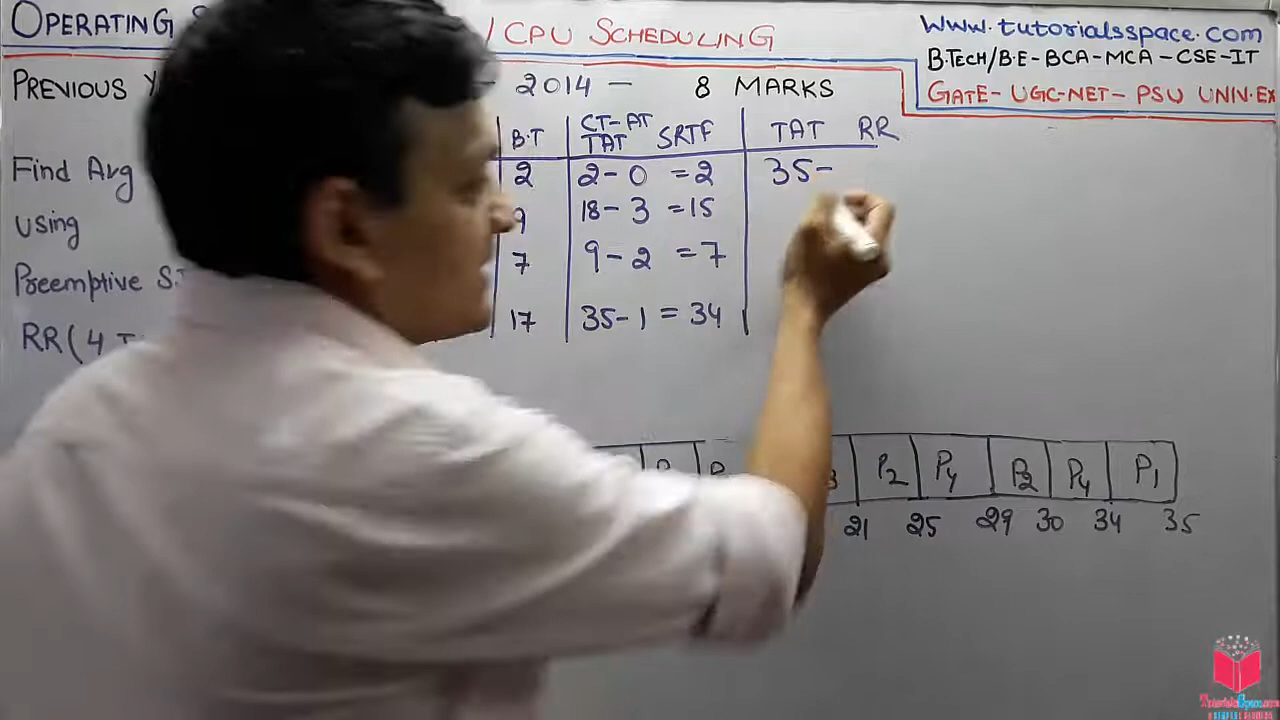 OPERATING / CPU SCHEDULING
www.tutorialsspace.com
B.TECH/B.E-BCA-MCA-CSE-IT
GATE-UGC-NET-PSU UNIV.EX
PREVIOUS - 2014 - 8 MARKS
B.T CT-AT TAT SRTF TAT RR
Find Avg 2 2-0 =2 35-
using 9 18-3 =15
Preemptive 7 9-2 =7
RR(4 17 35-1 =34
P2 P4 P2 P4 P1
21 25 29 30 34 35